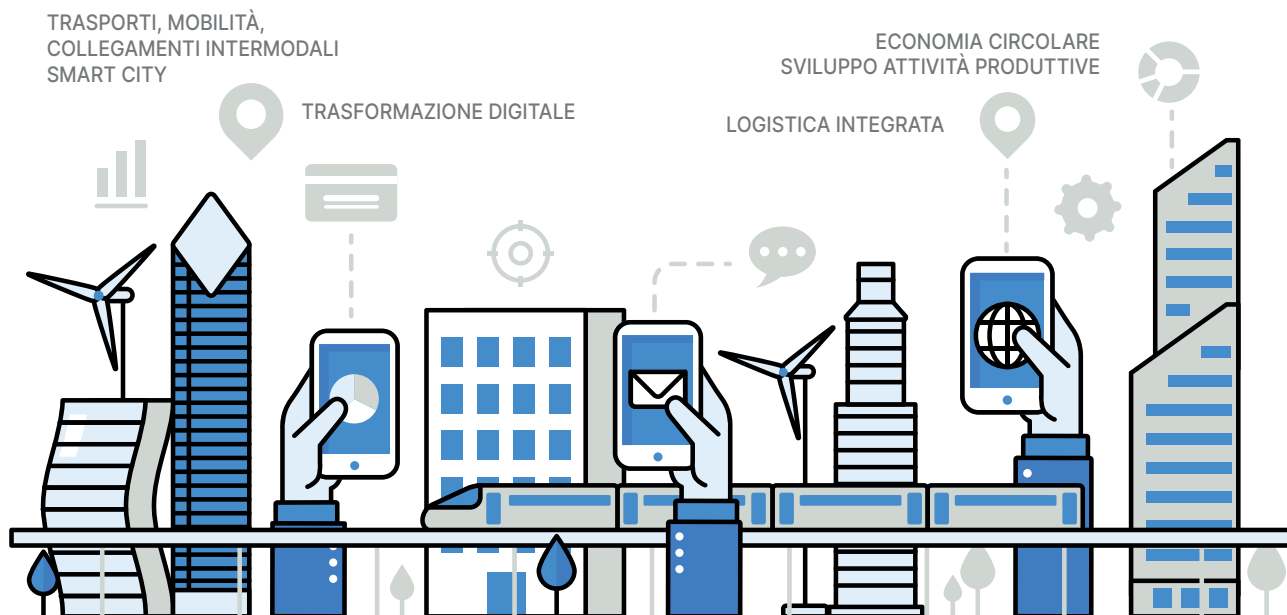 TRASPORTI, MOBILITÀ,
COLLEGAMENTI INTERMODALI
SMART CITY
TRASFORMAZIONE DIGITALE
ECONOMIA CIRCOLARE
SVILUPPO ATTIVITÀ PRODUTTIVE
LOGISTICA INTEGRATA